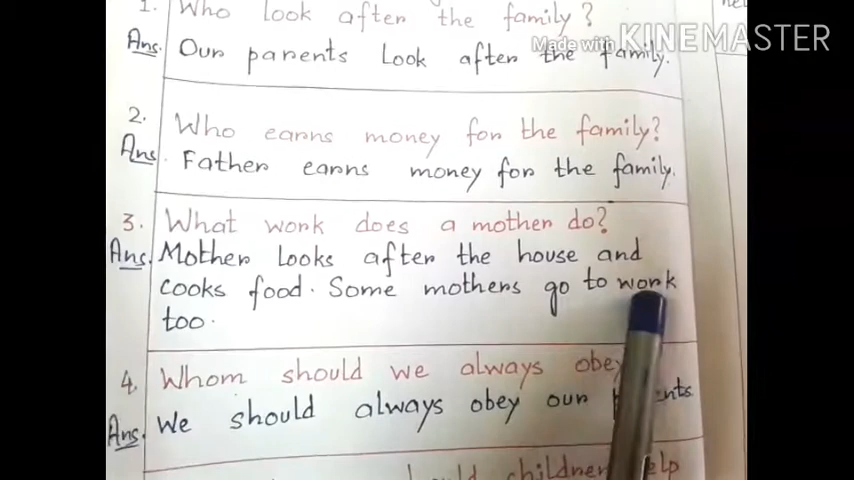 1. Who look after the family?
Ans. Our parents Look after the family.
Made with KINEMASTER
2. Who earns money for the family?
Ans. Father earns money for the family.
3. What work does a mother do?
Ans. Mother looks after the house and
cooks food. Some mothers go to work
too.
4. Whom should we always obey
Ans. We should always obey our
children